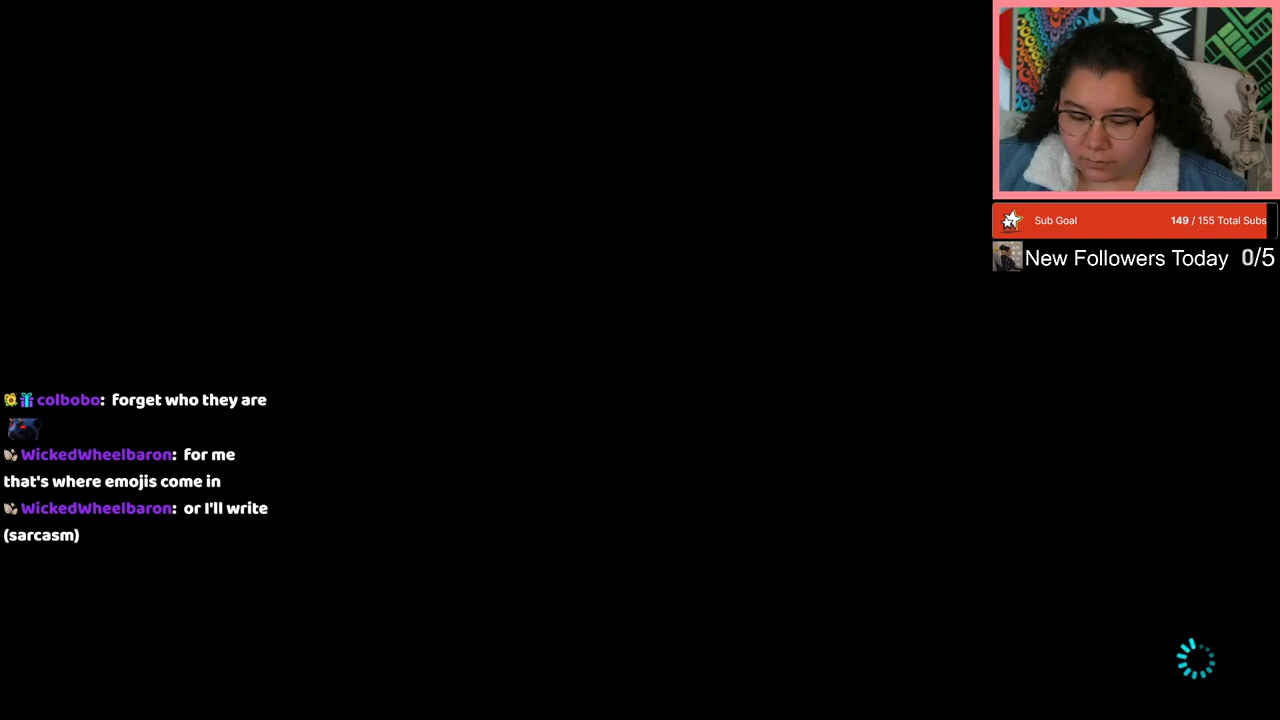 Sub Goal 149 / 155 Total Subs
New Followers Today 0/5
colbobo: forget who they are
WickedWheelbaron: for me
that's where emojis come in
WickedWheelbaron: or I'll write
(sarcasm)